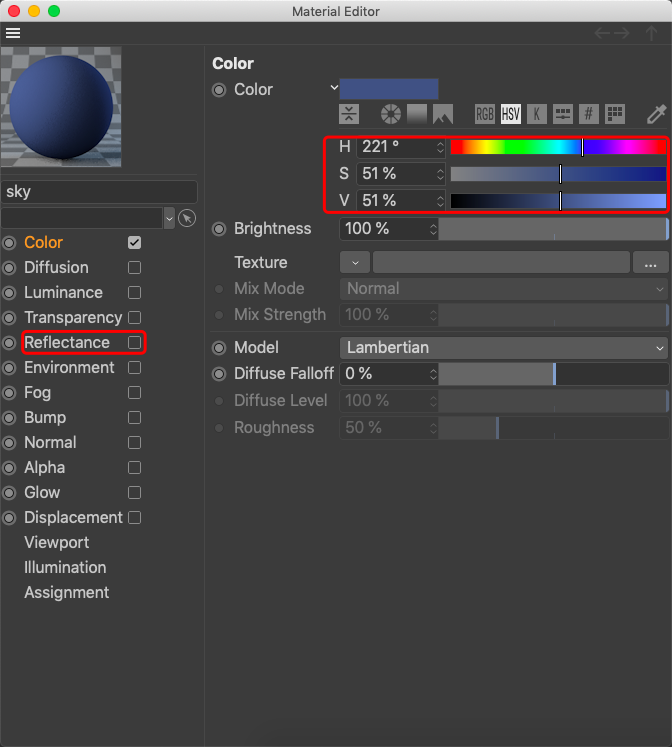 Material Editor
Color
Color
RGB HSV K #
H 221 °
S 51 %
V 51 %
sky
Brightness 100 %
Texture ...
Mix Mode Normal
Mix Strength 100 %
Model Lambertian
Diffuse Falloff 0 %
Diffuse Level 100 %
Roughness 50 %
Color
Diffusion
Luminance
Transparency
Reflectance
Environment
Fog
Bump
Normal
Alpha
Glow
Displacement
Viewport
Illumination
Assignment